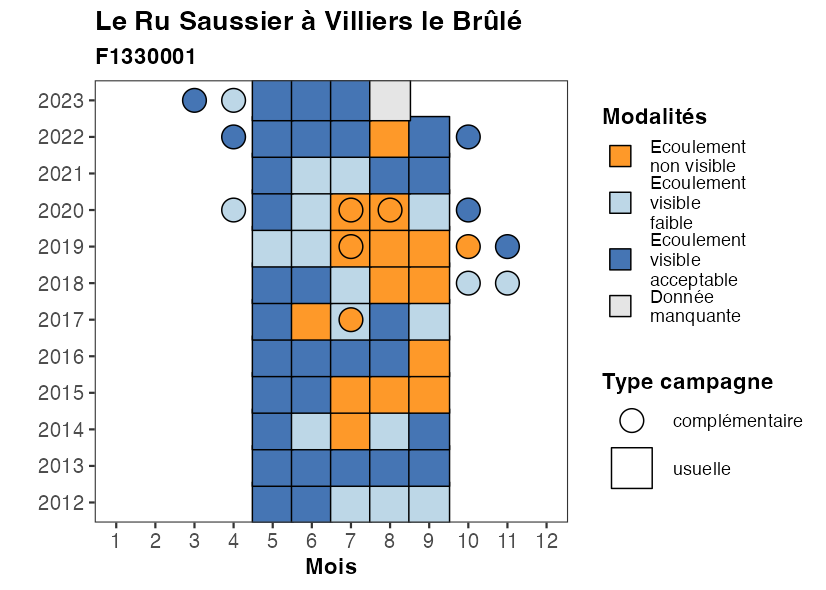 Le Ru Saussier à Villiers le Brûlé
F1330001
2023
2022
2021
2020
2019
2018
2017
2016
2015
2014
2013
2012
1 2 3 4 5 6 7 8 9 10 11 12
Mois
Modalités
Ecoulement
non visible
Ecoulement
visible
faible
Ecoulement
visible
acceptable
Donnée
manquante
Type campagne
complémentaire
usuelle